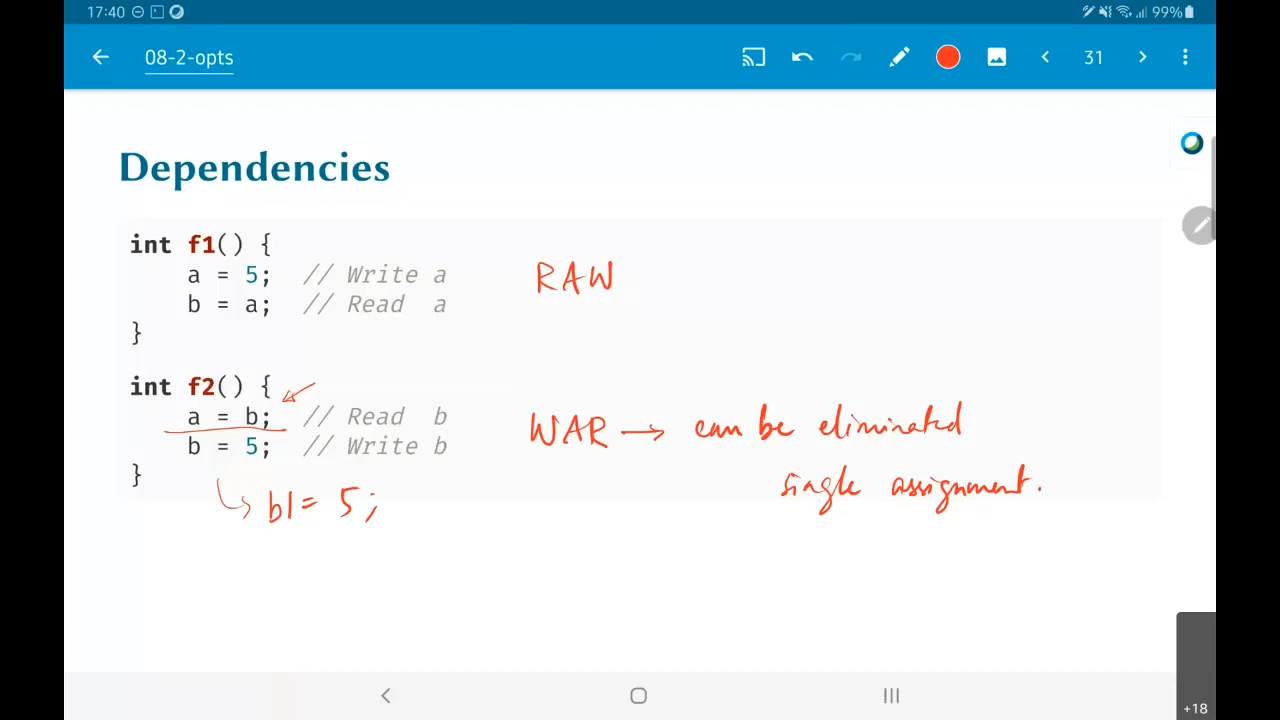 17:40 99%
08-2-opts 31
Dependencies
int f1() {
a = 5; // Write a
b = a; // Read a
}
RAW
int f2() {
a = b; // Read b
b = 5; // Write b
}
WAR → can be eliminated
single assignment.
b1 = 5;
+18